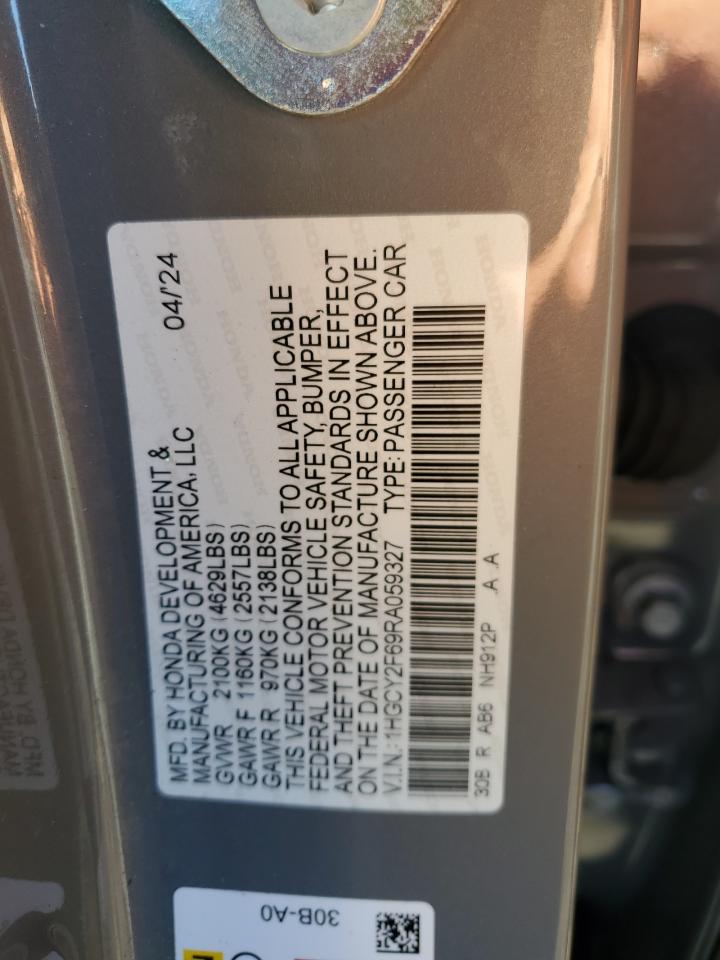 MFD. BY HONDA DEVELOPMENT & 04/'24
MANUFACTURING OF AMERICA, LLC
GVWR 2100KG (4629LBS)
GAWR F 1160KG (2557LBS)
GAWR R 970KG (2138LBS)
THIS VEHICLE CONFORMS TO ALL APPLICABLE
FEDERAL MOTOR VEHICLE SAFETY, BUMPER,
AND THEFT PREVENTION STANDARDS IN EFFECT
ON THE DATE OF MANUFACTURE SHOWN ABOVE.
V.I.N.: 1HGCY2F69RA059327 TYPE: PASSENGER CAR
30B R AB6 NH912P A A
30B-A0